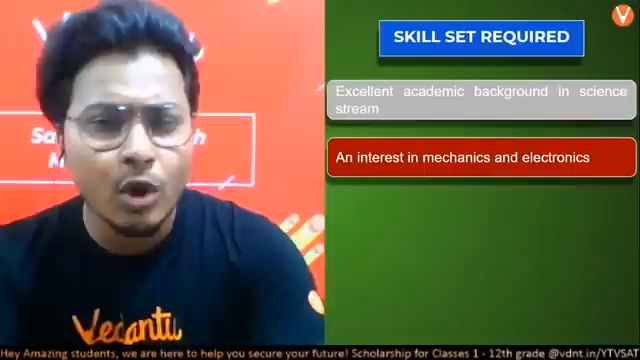 SKILL SET REQUIRED
Excellent academic background in science
stream
An interest in mechanics and electronics
Vedantu
Hey Amazing students, we are here to help you secure your future! Scholarship for Classes 1 - 12th grade @vdnt.in/YTVSAT